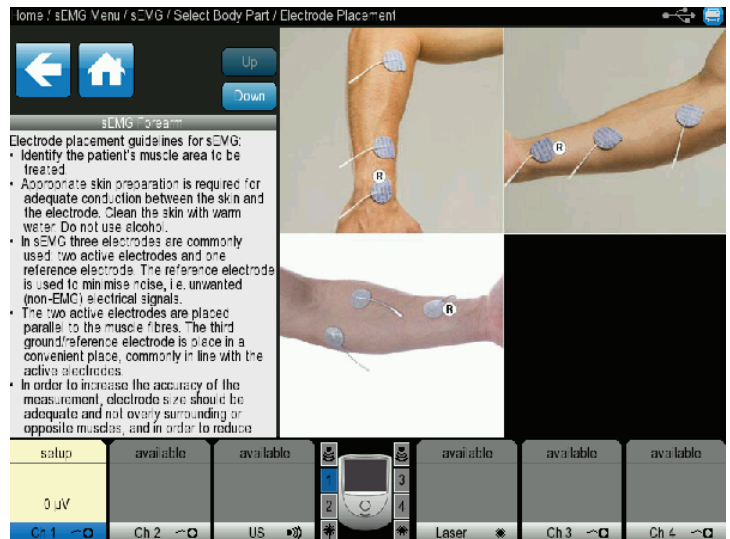 Home / sEMG Menu / sEMG / Select Body Part / Electrode Placement
Up
Down
sEMG Forearm
Electrode placement guidelines for sEMG:
• Identify the patient's muscle area to be
treated.
• Appropriate skin preparation is required for
adequate conduction between the skin and
the electrode. Clean the skin with warm
water. Do not use alcohol.
• In sEMG three electrodes are commonly
used: two active electrodes and one
reference electrode. The reference electrode
is used to minimise noise, i.e. unwanted
(non-EMG) electrical signals.
• The two active electrodes are placed
parallel to the muscle fibres. The third
ground/reference electrode is place in a
convenient place, commonly in line with the
active electrodes.
• In order to increase the accuracy of the
measurement, electrode size should be
adequate and not overly surrounding or
opposite muscles, and in order to reduce
R
R
R
setup
available
available
available
available
available
0 µV
1
2
3
4
Ch 1
Ch 2
US
Laser
Ch 3
Ch 4